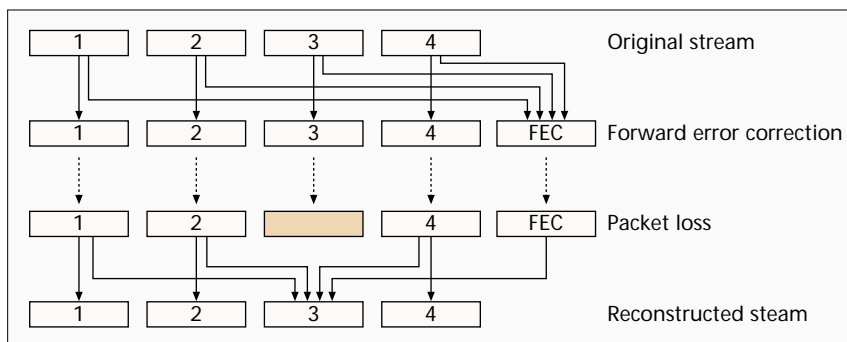 1 2 3 4 Original stream
1 2 3 4 FEC Forward error correction
1 2 4 FEC Packet loss
1 2 3 4 Reconstructed steam